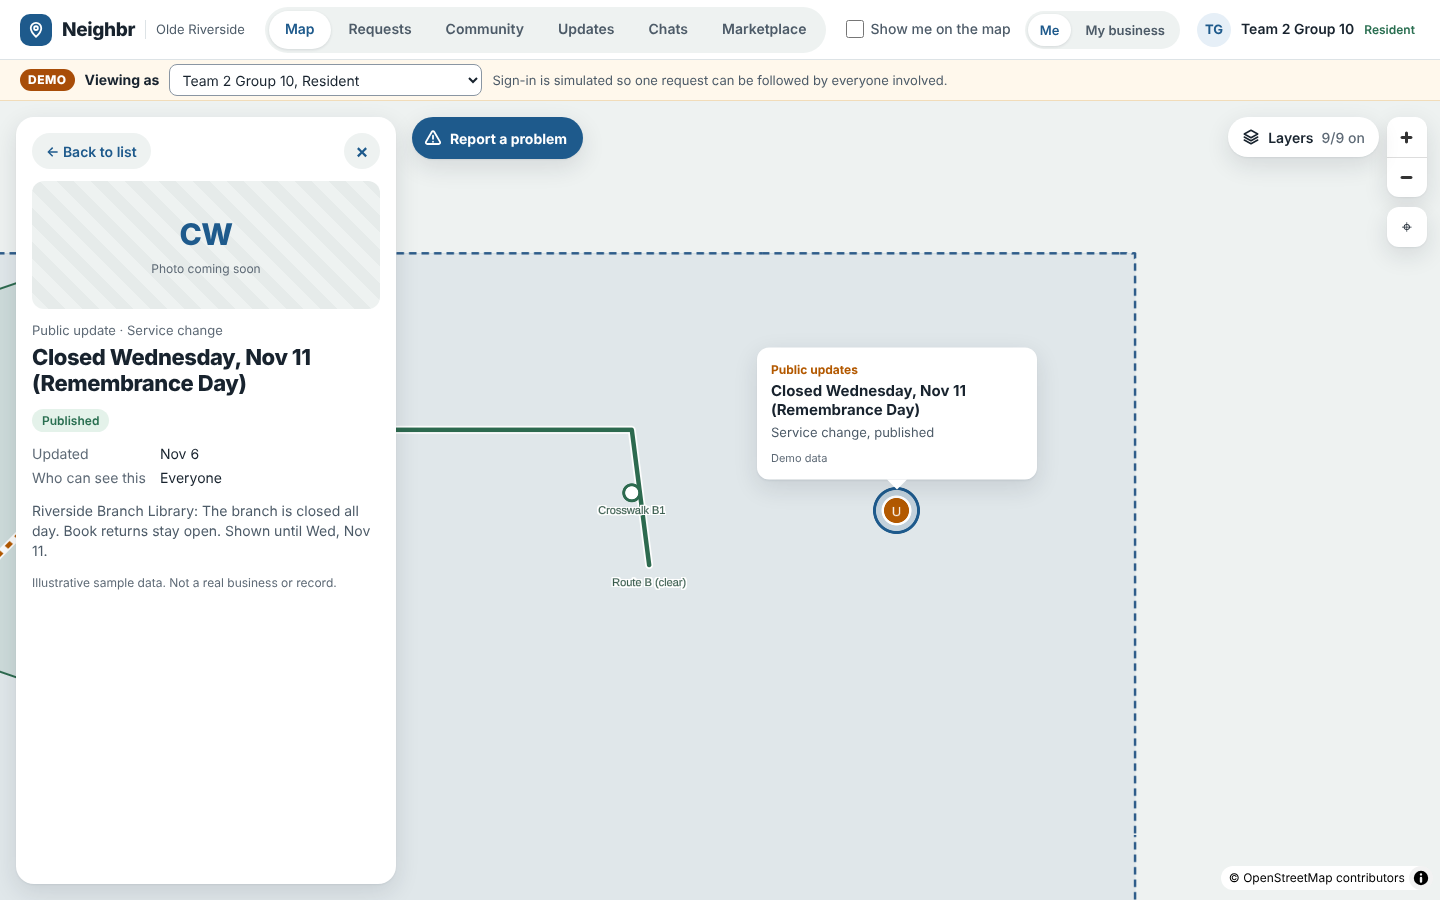 Neighbr
Olde Riverside
Map
Requests
Community
Updates
Chats
Marketplace
Show me on the map
Me
My business
TG
Team 2 Group 10
Resident
DEMO
Viewing as
Team 2 Group 10, Resident
Sign-in is simulated so one request can be followed by everyone involved.
← Back to list
×
Report a problem
Layers 9/9 on
+
−
CW
Photo coming soon
Public update · Service change
Closed Wednesday, Nov 11
(Remembrance Day)
Published
Updated Nov 6
Who can see this Everyone
Riverside Branch Library: The branch is closed all
day. Book returns stay open. Shown until Wed, Nov
11.
Illustrative sample data. Not a real business or record.
Public updates
Closed Wednesday, Nov 11
(Remembrance Day)
Service change, published
Demo data
U
Crosswalk B1
Route B (clear)
© OpenStreetMap contributors